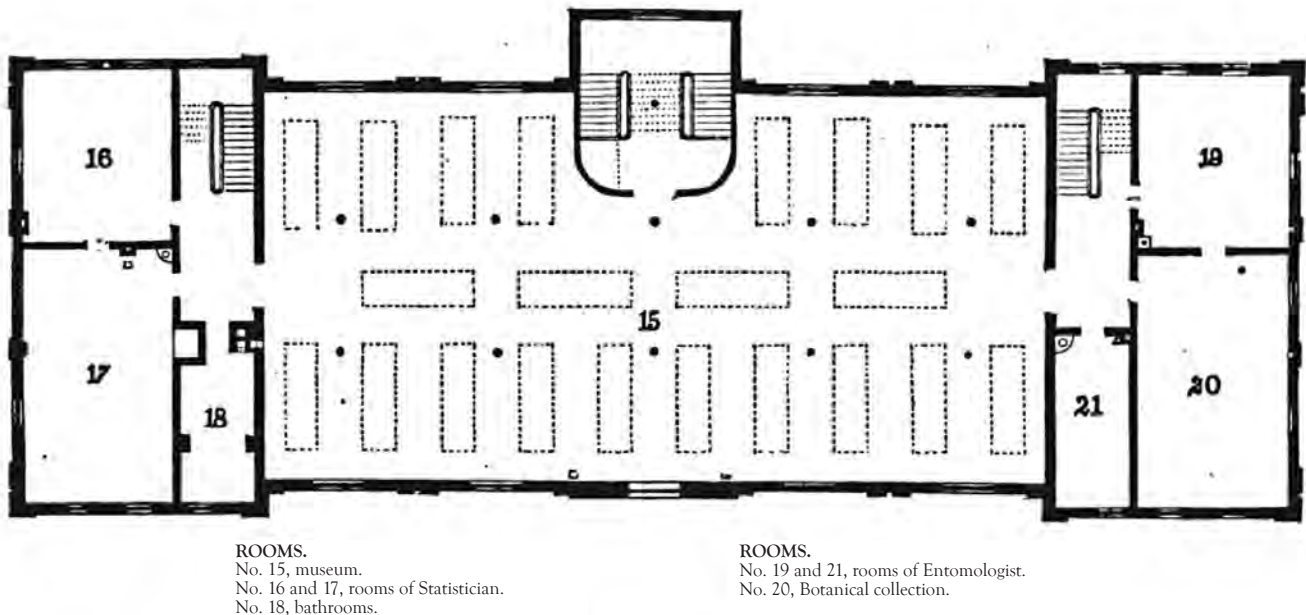 16
19
15
17
20
18
21
ROOMS.
No. 15, museum.
No. 16 and 17, rooms of Statistician.
No. 18, bathrooms.
ROOMS.
No. 19 and 21, rooms of Entomologist.
No. 20, Botanical collection.